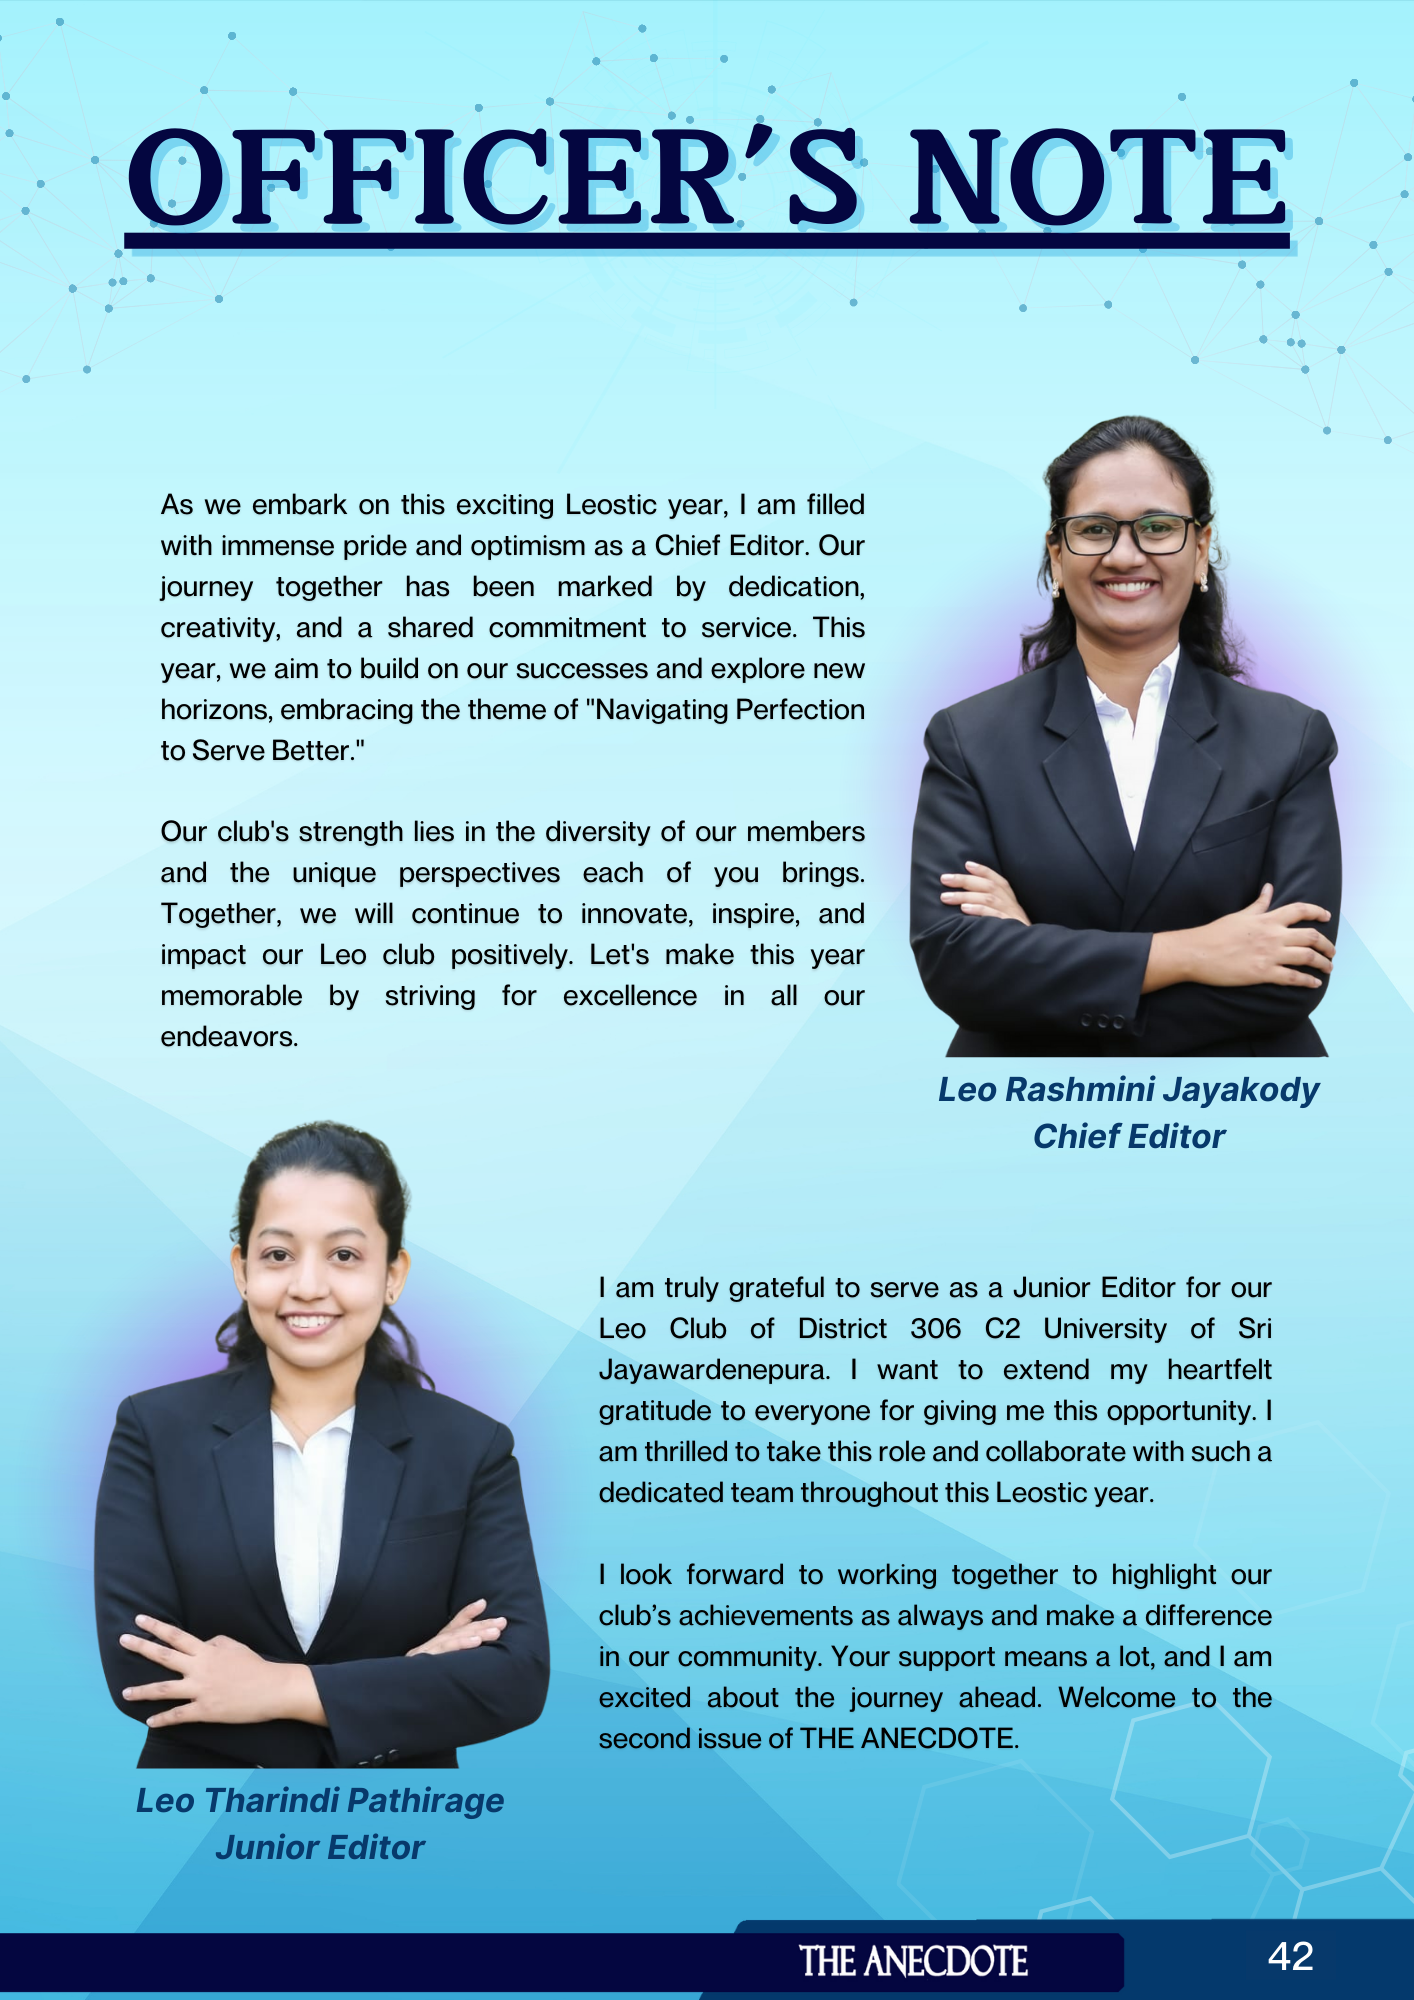 OFFICER'S NOTE
As we embark on this exciting Leostic year, I am filled
with immense pride and optimism as a Chief Editor. Our
journey together has been marked by dedication,
creativity, and a shared commitment to service. This
year, we aim to build on our successes and explore new
horizons, embracing the theme of "Navigating Perfection
to Serve Better."
Our club's strength lies in the diversity of our members
and the unique perspectives each of you brings.
Together, we will continue to innovate, inspire, and
impact our Leo club positively. Let's make this year
memorable by striving for excellence in all our
endeavors.
Leo Rashmini Jayakody
Chief Editor
I am truly grateful to serve as a Junior Editor for our
Leo Club of District 306 C2 University of Sri
Jayawardenepura. I want to extend my heartfelt
gratitude to everyone for giving me this opportunity. I
am thrilled to take this role and collaborate with such a
dedicated team throughout this Leostic year.
I look forward to working together to highlight our
club’s achievements as always and make a difference
in our community. Your support means a lot, and I am
excited about the journey ahead. Welcome to the
second issue of THE ANECDOTE.
Leo Tharindi Pathirage
Junior Editor
THE ANECDOTE
42